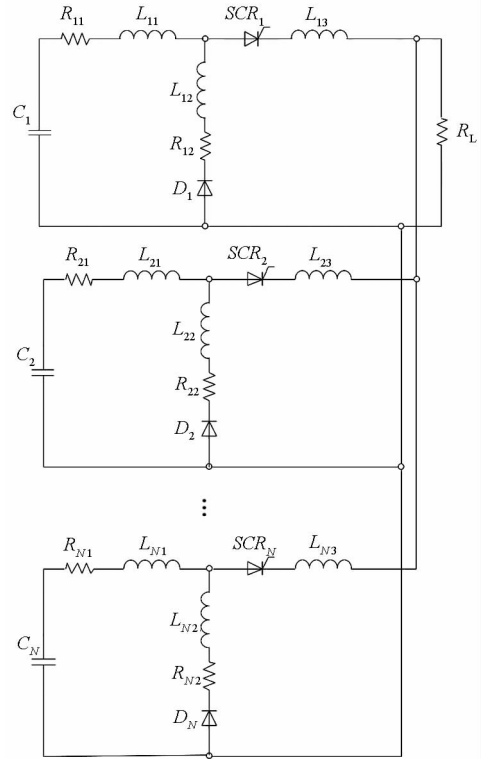 R11 L11 SCR1 L13
C1 L12
R12 RL
D1
R21 L21 SCR2 L23
L22
C2 R22
D2
...
RN1 LN1 SCRN LN3
LN2
CN RN2
DN